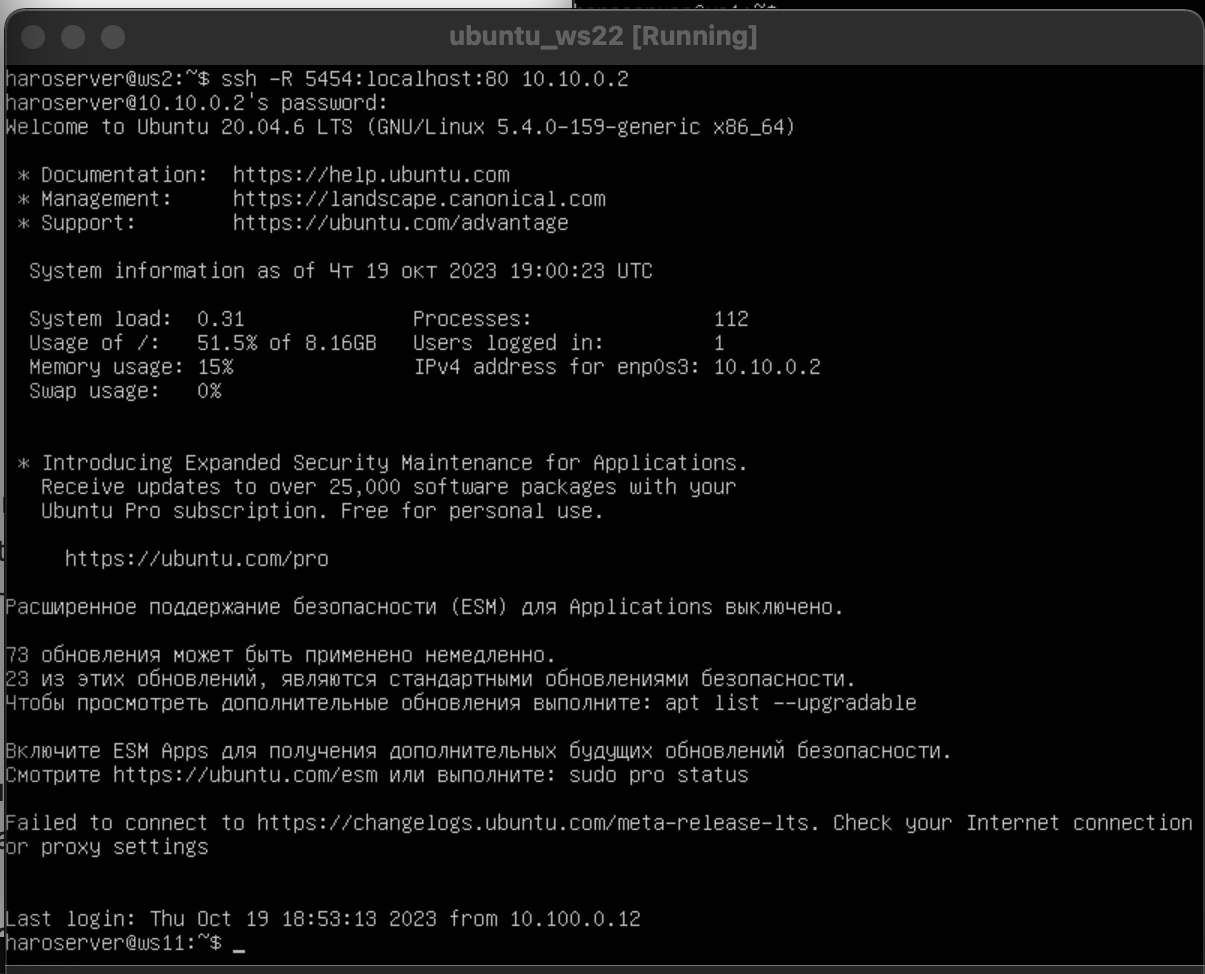 ubuntu_ws22 [Running]
haroserver@ws2:~$ ssh -R 5454:localhost:80 10.10.0.2
haroserver@10.10.0.2's password:
Welcome to Ubuntu 20.04.6 LTS (GNU/Linux 5.4.0-159-generic x86_64)
* Documentation:  https://help.ubuntu.com
* Management:     https://landscape.canonical.com
* Support:        https://ubuntu.com/advantage
System information as of Чт 19 окт 2023 19:00:23 UTC
System load:  0.31               Processes:               112
Usage of /:   51.5% of 8.16GB   Users logged in:         1
Memory usage: 15%               IPv4 address for enp0s3: 10.10.0.2
Swap usage:   0%
* Introducing Expanded Security Maintenance for Applications.
Receive updates to over 25,000 software packages with your
Ubuntu Pro subscription. Free for personal use.
https://ubuntu.com/pro
Расширенное поддержание безопасности (ESM) для Applications выключено.
73 обновления может быть применено немедленно.
23 из этих обновлений, являются стандартными обновлениями безопасности.
Чтобы просмотреть дополнительные обновления выполните: apt list --upgradable
Включите ESM Apps для получения дополнительных будущих обновлений безопасности.
Смотрите https://ubuntu.com/esm или выполните: sudo pro status
Failed to connect to https://changelogs.ubuntu.com/meta-release-lts. Check your Internet connection
or proxy settings
Last login: Thu Oct 19 18:53:13 2023 from 10.100.0.12
haroserver@ws11:~$ _